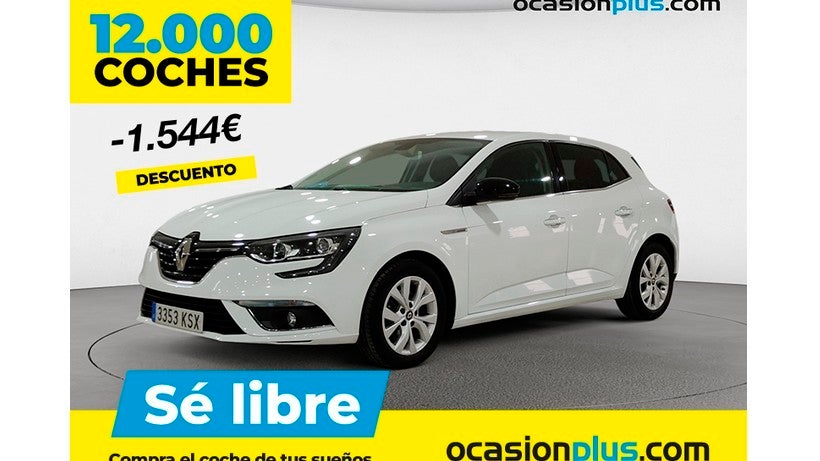 12.000
COCHES
ocasionplus.com
-1.544€
DESCUENTO
3353 KSX
Sé libre
Compra el coche de tus sueños
ocasionplus.com